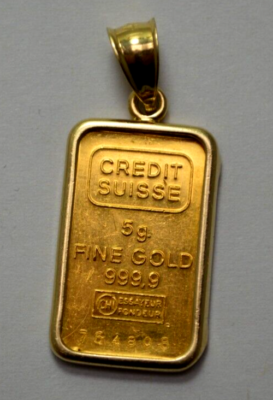 CREDIT
SUISSE
5g.
FINE GOLD
999,9
ESSAYEUR
FONDEUR